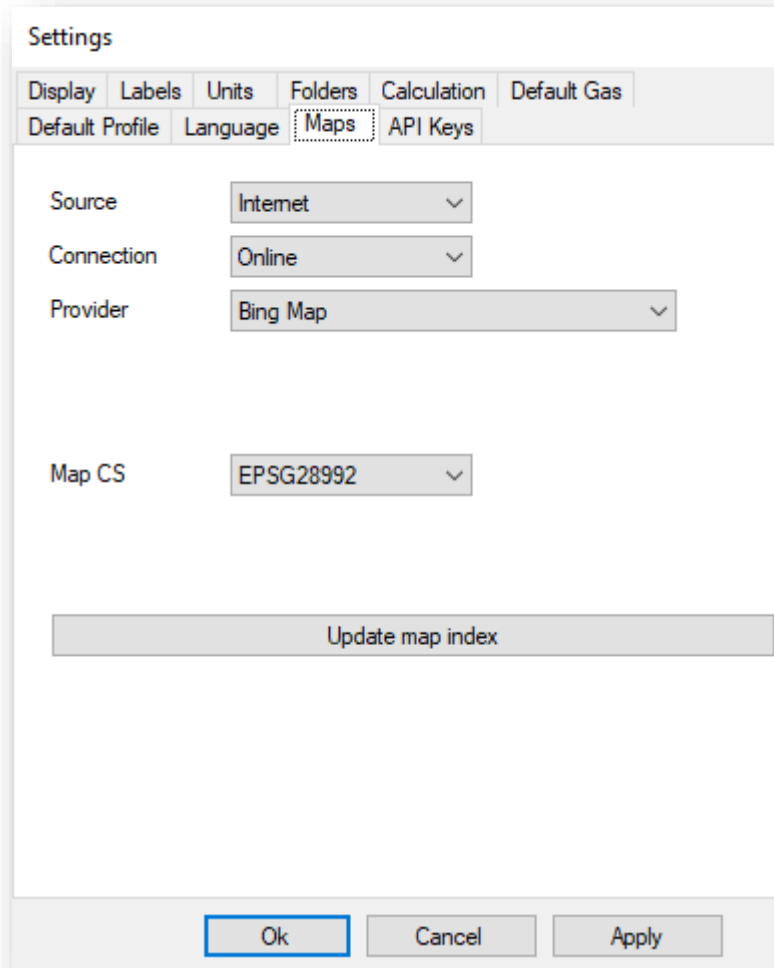 Settings
Display Labels Units Folders Calculation Default Gas
Default Profile Language Maps API Keys
Source Internet
Connection Online
Provider Bing Map
Map CS EPSG28992
Update map index
Ok Cancel Apply